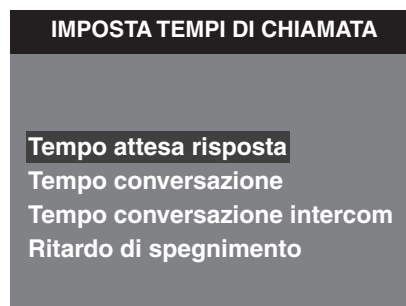 IMPOSTA TEMPI DI CHIAMATA
Tempo attesa risposta
Tempo conversazione
Tempo conversazione intercom
Ritardo di spegnimento